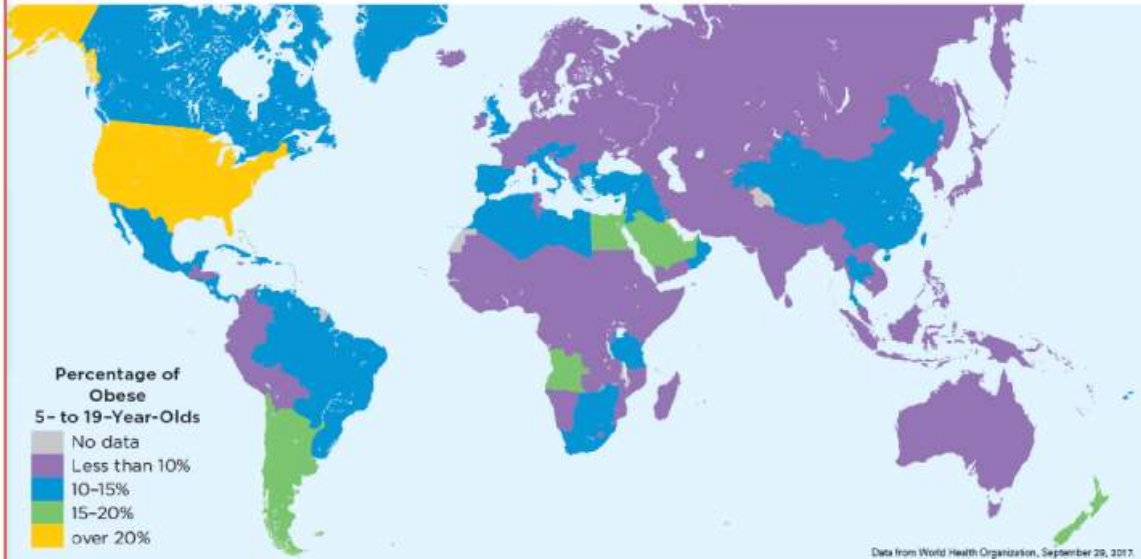 Percentage of
Obese
5– to 19–Year-Olds
No data
Less than 10%
10–15%
15–20%
over 20%
Data from World Health Organization, September 29, 2017